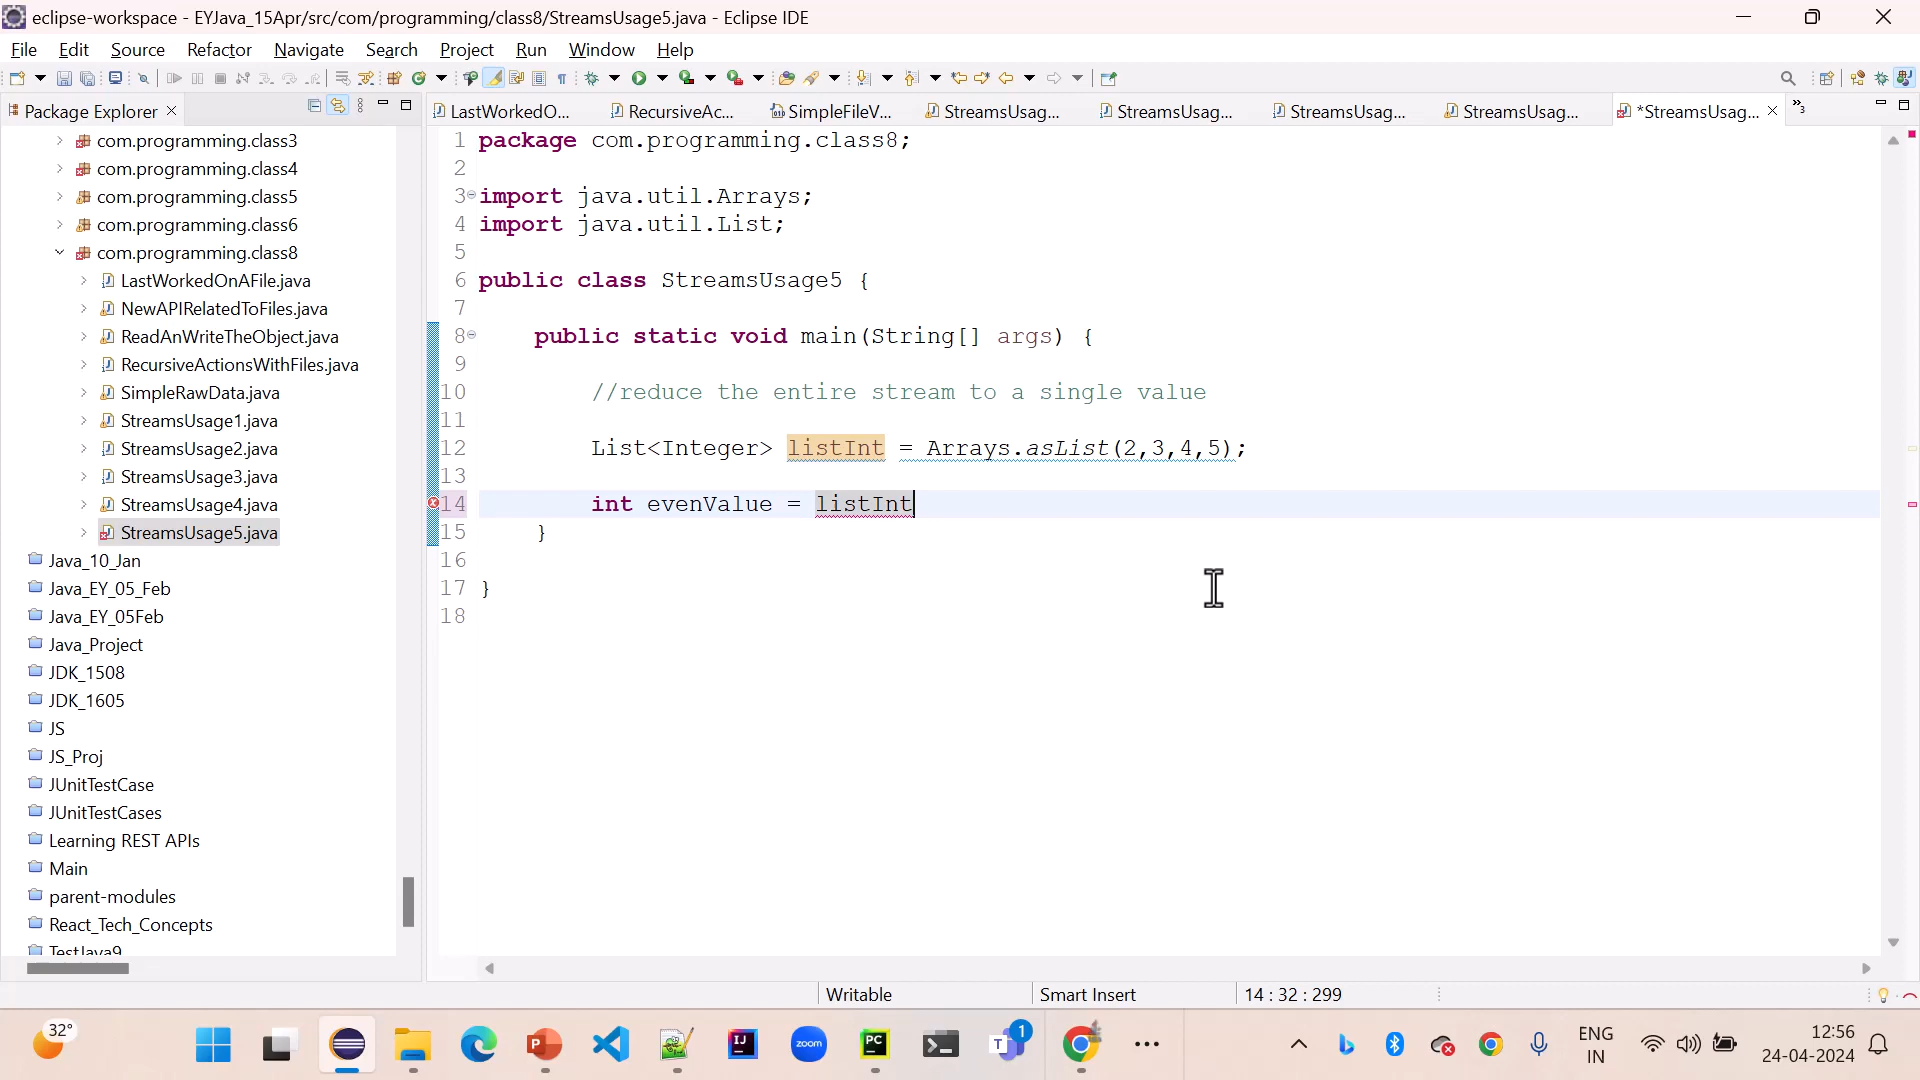 eclipse-workspace - EYJava_15Apr/src/com/programming/class8/StreamsUsage5.java - Eclipse IDE
File Edit Source Refactor Navigate Search Project Run Window Help
Package Explorer
com.programming.class3
com.programming.class4
com.programming.class5
com.programming.class6
com.programming.class8
LastWorkedOnAFile.java
NewAPIRelatedToFiles.java
ReadAnWriteTheObject.java
RecursiveActionsWithFiles.java
SimpleRawData.java
StreamsUsage1.java
StreamsUsage2.java
StreamsUsage3.java
StreamsUsage4.java
StreamsUsage5.java
Java_10_Jan
Java_EY_05_Feb
Java_EY_05Feb
Java_Project
JDK_1508
JDK_1605
JS
JS_Proj
JUnitTestCase
JUnitTestCases
Learning REST APIs
Main
parent-modules
React_Tech_Concepts
TestJava9
LastWorkedO... RecursiveAc... SimpleFileV... StreamsUsag... StreamsUsag... StreamsUsag... StreamsUsag... *StreamsUsag... »3
1 package com.programming.class8;
2
3 import java.util.Arrays;
4 import java.util.List;
5
6 public class StreamsUsage5 {
7
8 public static void main(String[] args) {
9
10 //reduce the entire stream to a single value
11
12 List<Integer> listInt = Arrays.asList(2,3,4,5);
13
14 int evenValue = listInt
15 }
16
17 }
18
Writable Smart Insert 14 : 32 : 299
32° zoom IJ PC T 1 ENG IN 12:56 24-04-2024